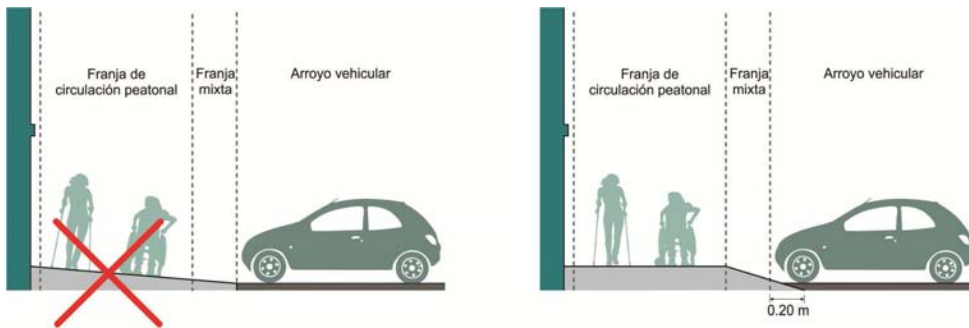 Franja de
circulación peatonal
Franja
mixta
Arroyo vehicular
Franja de
circulación peatonal
Franja
mixta
Arroyo vehicular
0.20 m